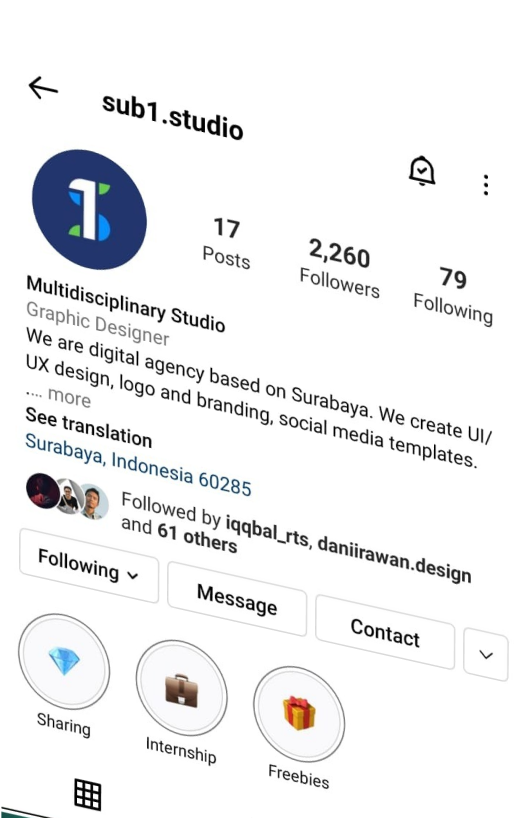 sub1.studio
17
Posts
2,260
Followers
79
Following
Multidisciplinary Studio
Graphic Designer
We are digital agency based on Surabaya. We create UI/
UX design, logo and branding, social media templates.
.... more
See translation
Surabaya, Indonesia 60285
Followed by iqqbal_rts, daniirawan.design
and 61 others
Following
Message
Contact
Sharing
Internship
Freebies